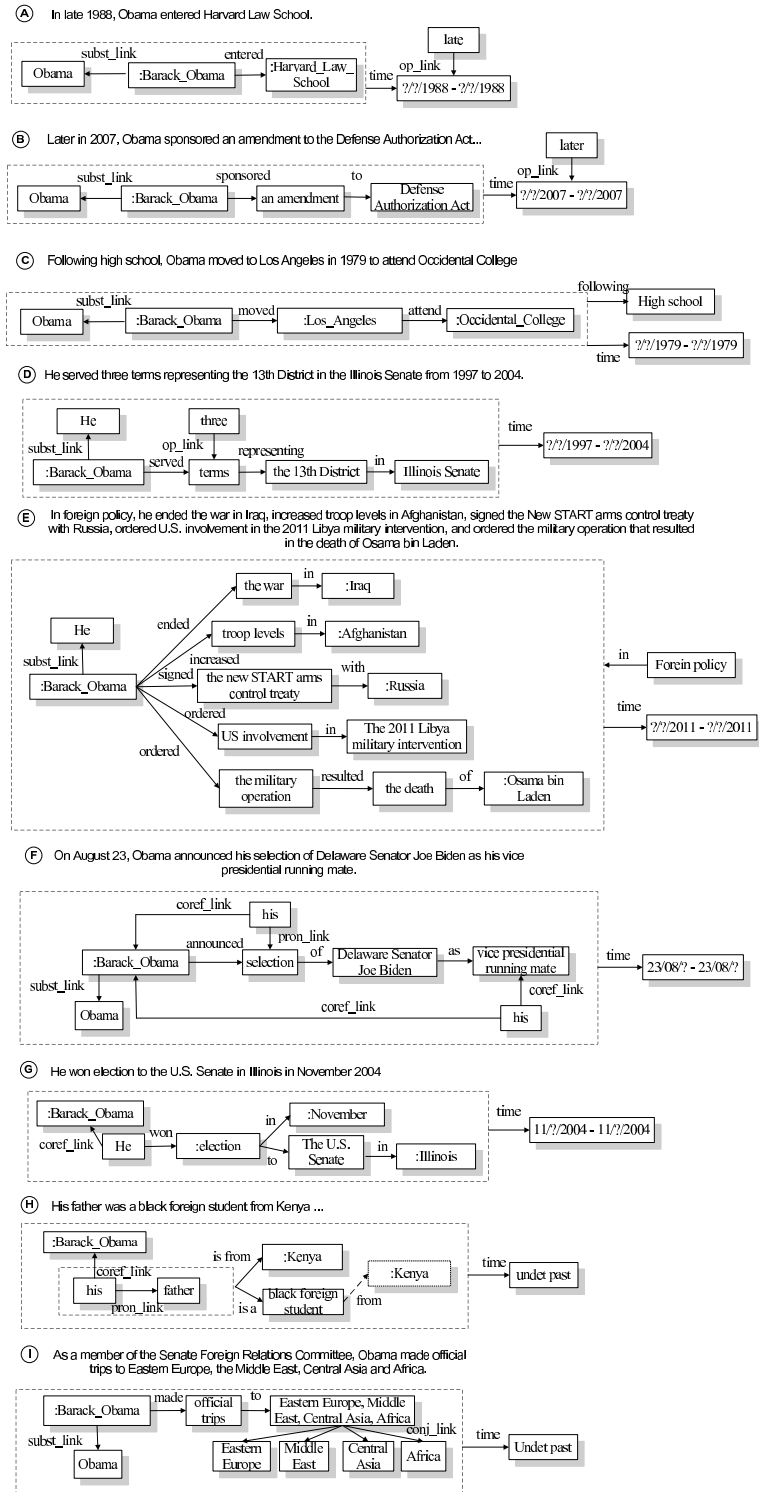 A In late 1988, Obama entered Harvard Law School.
late
subst_link entered op_link
Obama :Barack_Obama :Harvard_Law_
School
time ?/?/1988 - ?/?/1988
B Later in 2007, Obama sponsored an amendment to the Defense Authorization Act...
later
subst_link sponsored to op_link
Obama :Barack_Obama an amendment Defense
Authorization Act
time ?/?/2007 - ?/?/2007
C Following high school, Obama moved to Los Angeles in 1979 to attend Occidental College
following High school
subst_link moved attend
Obama :Barack_Obama :Los_Angeles :Occidental_College
time ?/?/1979 - ?/?/1979
D He served three terms representing the 13th District in the Illinois Senate from 1997 to 2004.
He three
subst_link op_link representing in
:Barack_Obama served terms the 13th District Illinois Senate
time ?/?/1997 - ?/?/2004
E In foreign policy, he ended the war in Iraq, increased troop levels in Afghanistan, signed the New START arms control treaty
with Russia, ordered U.S. involvement in the 2011 Libya military intervention, and ordered the military operation that resulted
in the death of Osama bin Laden.
ended the war in :Iraq
He
subst_link
:Barack_Obama
increased troop levels in :Afghanistan
signed the new START arms
control treaty
with :Russia
ordered US involvement in The 2011 Libya
military intervention
ordered the military
operation
resulted the death of :Osama bin
Laden
in Forein policy
time ?/?/2011 - ?/?/2011
F On August 23, Obama announced his selection of Delaware Senator Joe Biden as his vice
presidential running mate.
coref_link his
announced pron_link of as
:Barack_Obama selection Delaware Senator
Joe Biden
vice presidential
running mate
subst_link
Obama
coref_link
coref_link
his
time 23/08/? - 23/08/?
G He won election to the U.S. Senate in Illinois in November 2004
:Barack_Obama in :November
coref_link He won :election
to The U.S.
Senate
in :Illinois
time 11/?/2004 - 11/?/2004
H His father was a black foreign student from Kenya ...
:Barack_Obama is from :Kenya :Kenya
coref_link
his father
pron_link
is a black foreign
student
from
time undet past
I As a member of the Senate Foreign Relations Committee, Obama made official
trips to Eastern Europe, the Middle East, Central Asia and Africa.
:Barack_Obama made official
trips
to Eastern Europe, Middle
East, Central Asia, Africa
subst_link conj_link
Obama
Eastern
Europe
Middle
East
Central
Asia
Africa
time Undet past